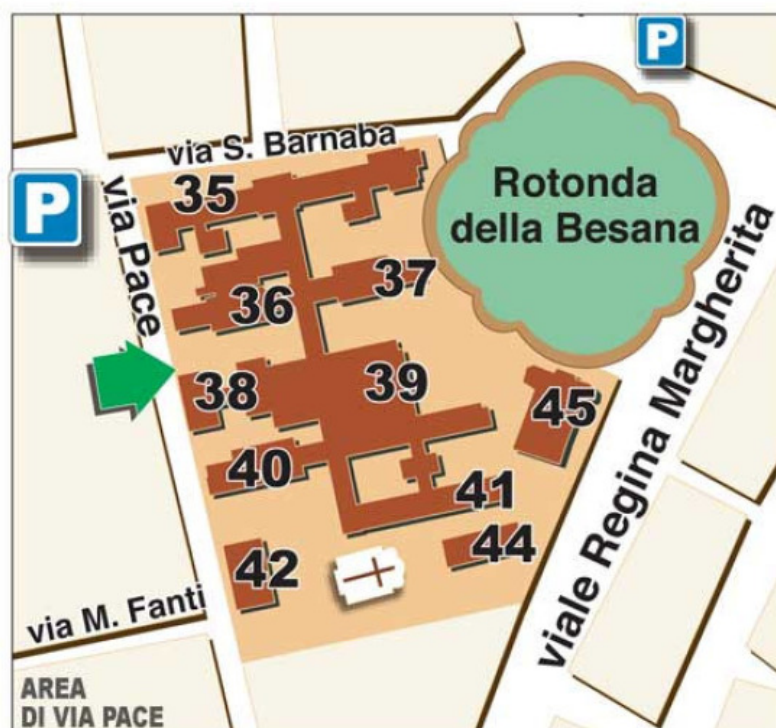 P
via S. Barnaba
P
via Pace
35
Rotonda
della Besana
37
36
38
39
45
40
41
42
44
via M. Fanti
viale Regina Margherita
AREA
DI VIA PACE